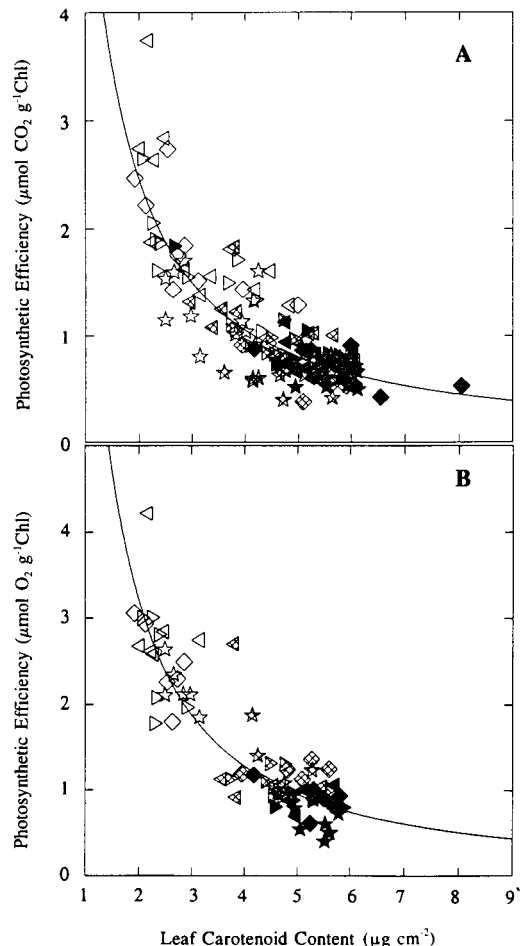 A
Photosynthetic Efficiency (μmol CO₂ g⁻¹Chl)
4
3
2
1
0
B
Photosynthetic Efficiency (μmol O₂ g⁻¹Chl)
4
3
2
1
0
1 2 3 4 5 6 7 8 9
Leaf Carotenoid Content (μg cm⁻²)